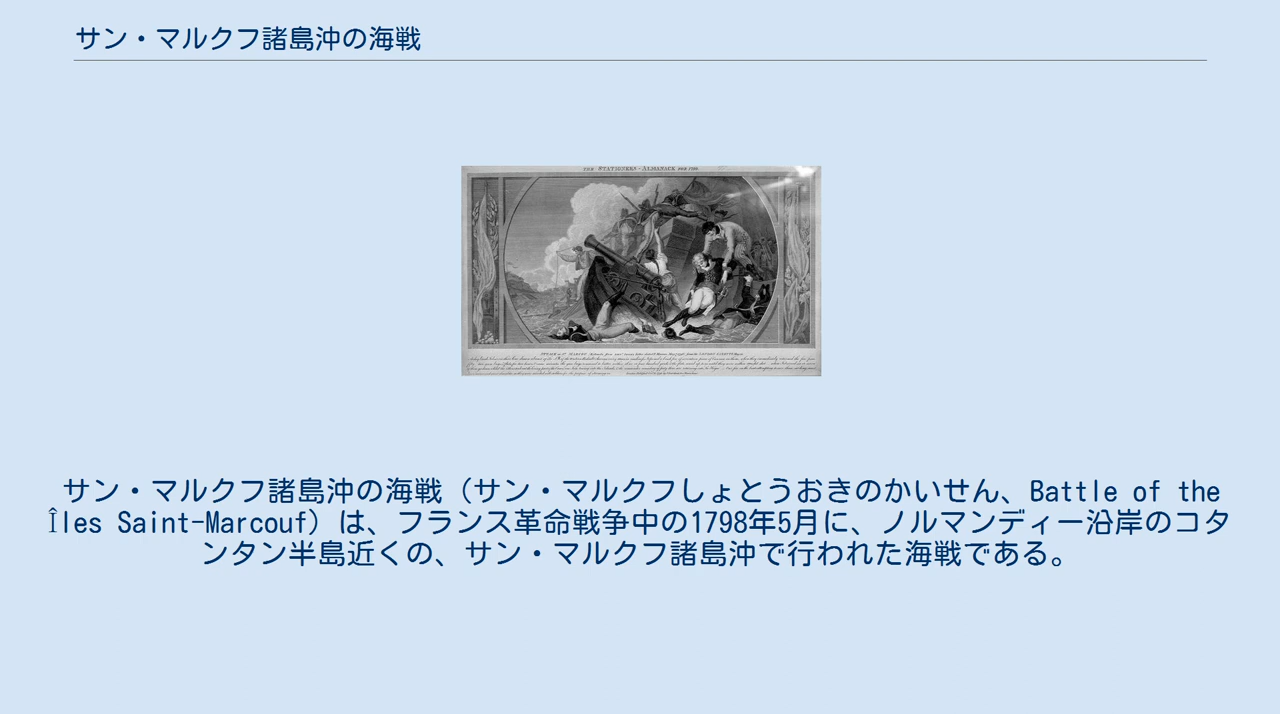 サン・マルクフ諸島沖の海戦
THE STATIONERS ALMANACK
サン・マルクフ諸島沖の海戦（サン・マルクフしょとうおきのかいせん、Battle of the
Îles Saint-Marcouf）は、フランス革命戦争中の1798年5月に、ノルマンディー沿岸のコタ
ンタン半島近くの、サン・マルクフ諸島沖で行われた海戦である。